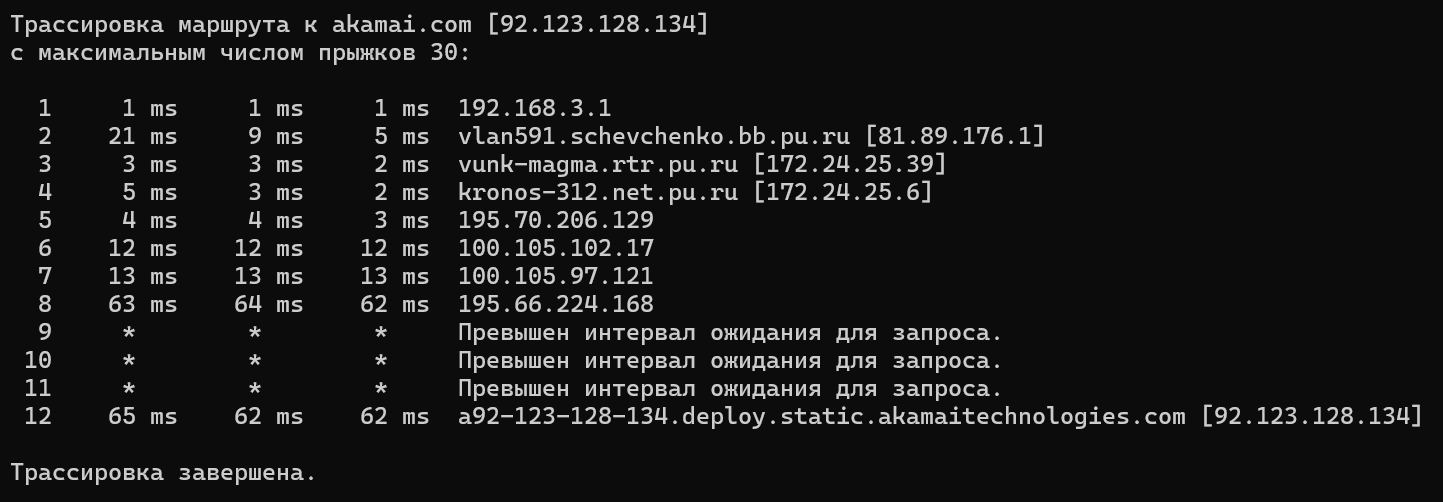 Трассировка маршрута к akamai.com [92.123.128.134]
с максимальным числом прыжков 30:

  1     1 ms     1 ms     1 ms  192.168.3.1
  2    21 ms     9 ms     5 ms  vlan591.schevchenko.bb.pu.ru [81.89.176.1]
  3     3 ms     3 ms     2 ms  vunk-magma.rtr.pu.ru [172.24.25.39]
  4     5 ms     3 ms     2 ms  kronos-312.net.pu.ru [172.24.25.6]
  5     4 ms     4 ms     3 ms  195.70.206.129
  6    12 ms    12 ms    12 ms  100.105.102.17
  7    13 ms    13 ms    13 ms  100.105.97.121
  8    63 ms    64 ms    62 ms  195.66.224.168
  9     *        *        *     Превышен интервал ожидания для запроса.
 10     *        *        *     Превышен интервал ожидания для запроса.
 11     *        *        *     Превышен интервал ожидания для запроса.
 12    65 ms    62 ms    62 ms  a92-123-128-134.deploy.static.akamaitechnologies.com [92.123.128.134]

Трассировка завершена.